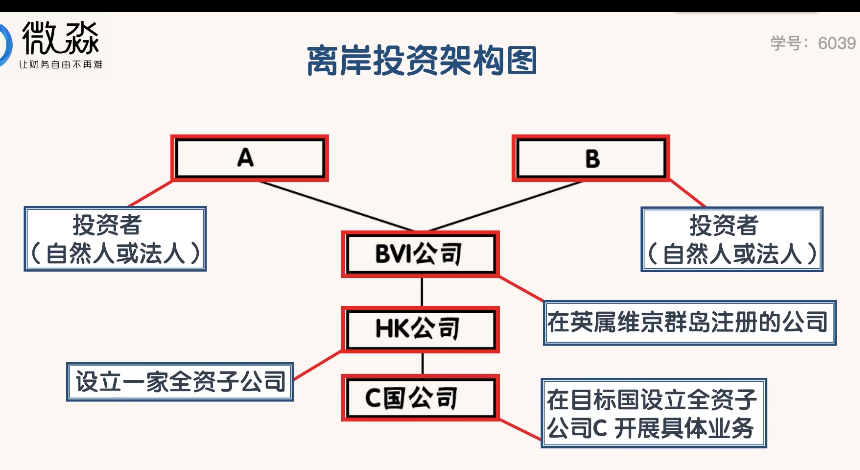 微淼
让财务自由不再难
学号：6039
离岸投资架构图
A
B
投资者
（自然人或法人）
投资者
（自然人或法人）
BVI公司
在英属维京群岛注册的公司
HK公司
设立一家全资子公司
C国公司
在目标国设立全资子
公司C 开展具体业务